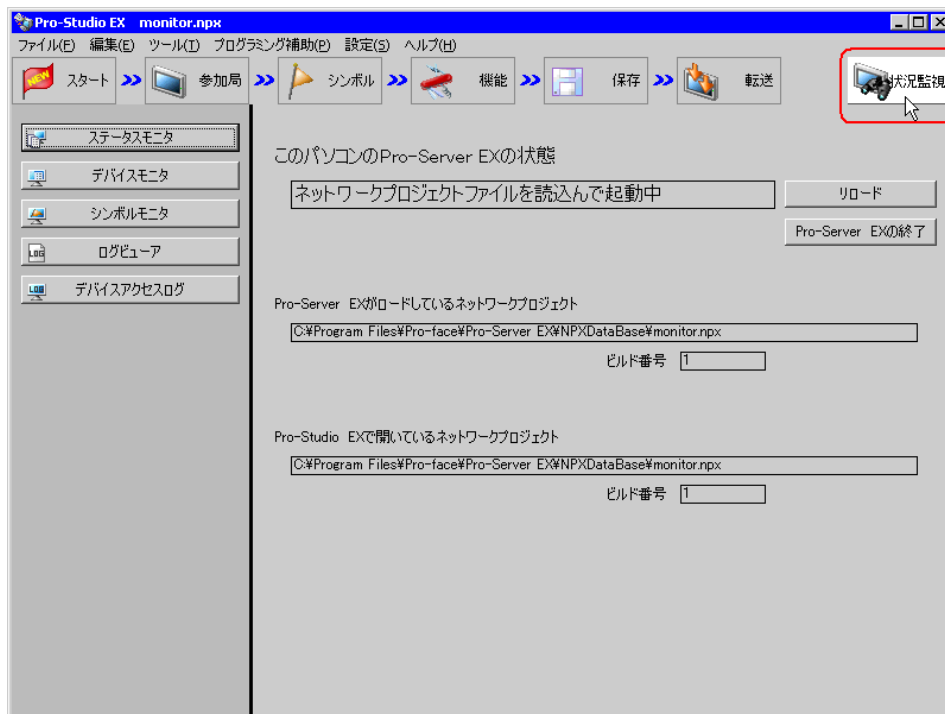 Pro-Studio EX monitor.npx
ファイル(F) 編集(E) ツール(T) プログラミング補助(P) 設定(S) ヘルプ(H)
NEW スタート 参加局 シンボル 機能 保存 転送 状況監視
ステータスモニタ
デバイスモニタ
シンボルモニタ
LOG ログビューア
LOG デバイスアクセスログ
このパソコンのPro-Server EXの状態
ネットワークプロジェクトファイルを読込んで起動中
リロード
Pro-Server EXの終了
Pro-Server EXがロードしているネットワークプロジェクト
C:¥Program Files¥Pro-face¥Pro-Server EX¥NPXDataBase¥monitor.npx
ビルド番号 1
Pro-Studio EXで開いているネットワークプロジェクト
C:¥Program Files¥Pro-face¥Pro-Server EX¥NPXDataBase¥monitor.npx
ビルド番号 1